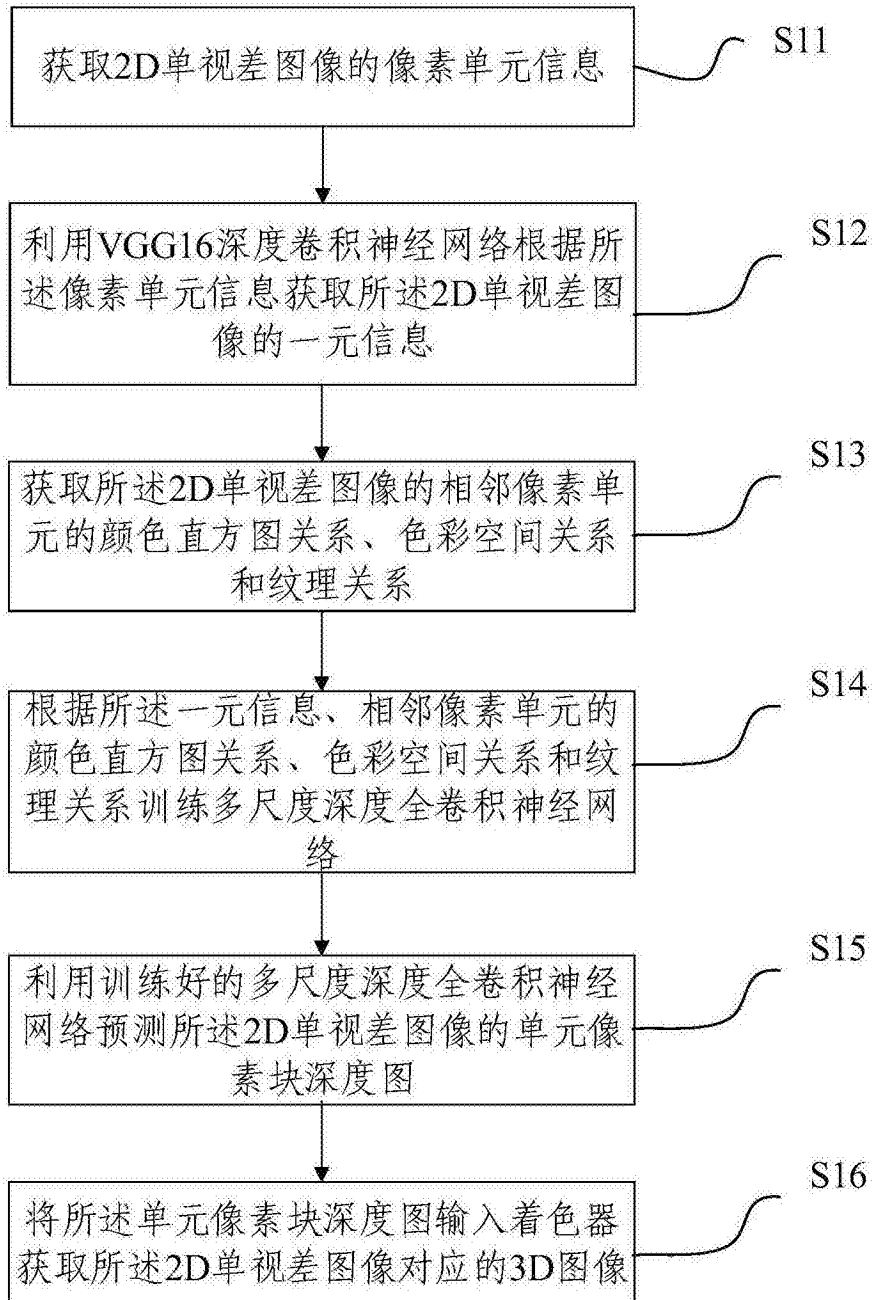 获取2D单视差图像的像素单元信息
S11
利用VGG16深度卷积神经网络根据所
述像素单元信息获取所述2D单视差图
像的一元信息
S12
获取所述2D单视差图像的相邻像素单
元的颜色直方图关系、色彩空间关系
和纹理关系
S13
根据所述一元信息、相邻像素单元的
颜色直方图关系、色彩空间关系和纹
理关系训练多尺度深度全卷积神经网
络
S14
利用训练好的多尺度深度全卷积神经
网络预测所述2D单视差图像的单元像
素块深度图
S15
将所述单元像素块深度图输入着色器
获取所述2D单视差图像对应的3D图像
S16